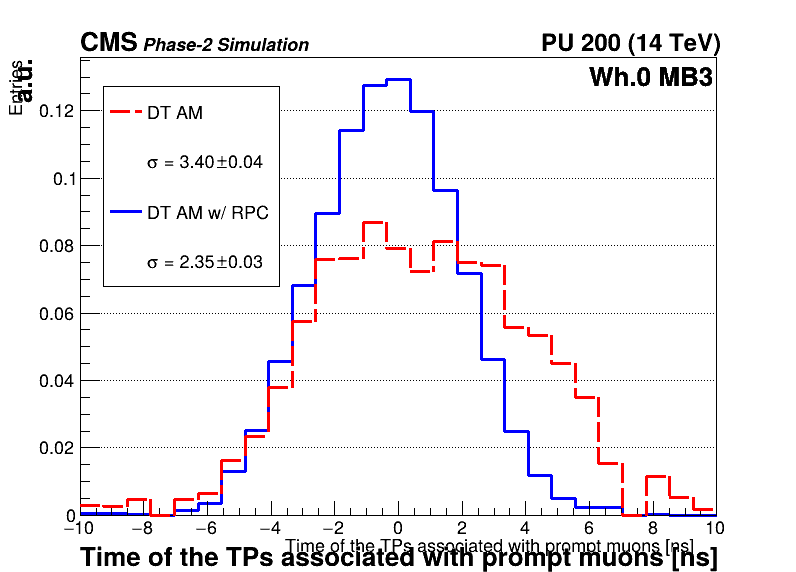 CMS Phase-2 Simulation PU 200 (14 TeV)
Entries
a.u.
Wh.0 MB3
DT AM
σ = 3.40±0.04
DT AM w/ RPC
σ = 2.35±0.03
0.12
0.1
0.08
0.06
0.04
0.02
0
−10 −8 −6 −4 −2 0 2 4 6 8 10
Time of the TPs associated with prompt muons [ns]
Time of the TPs associated with prompt muons [ns]